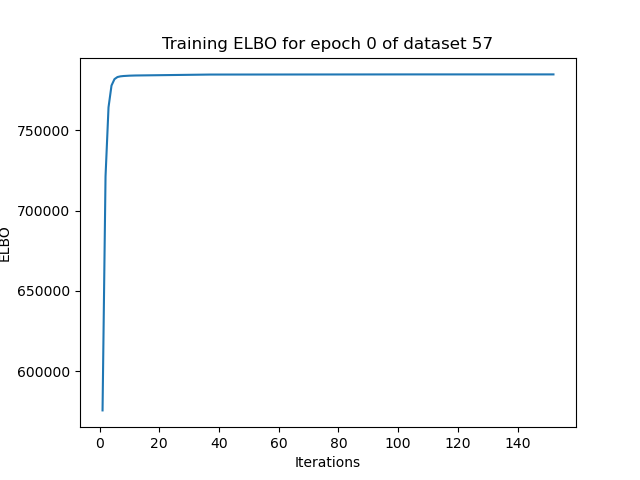 Training ELBO for epoch 0 of dataset 57
750000
700000
650000
600000
ELBO
0 20 40 60 80 100 120 140
Iterations